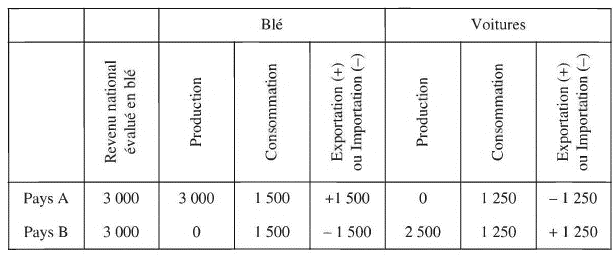 Blé Voitures
Revenu national
évalué en blé
Production
Consommation
Exportation (+)
ou Importation (–)
Production
Consommation
Exportation (+)
ou Importation (–)
Pays A 3 000 3 000 1 500 +1 500 0 1 250 – 1 250
Pays B 3 000 0 1 500 – 1 500 2 500 1 250 + 1 250